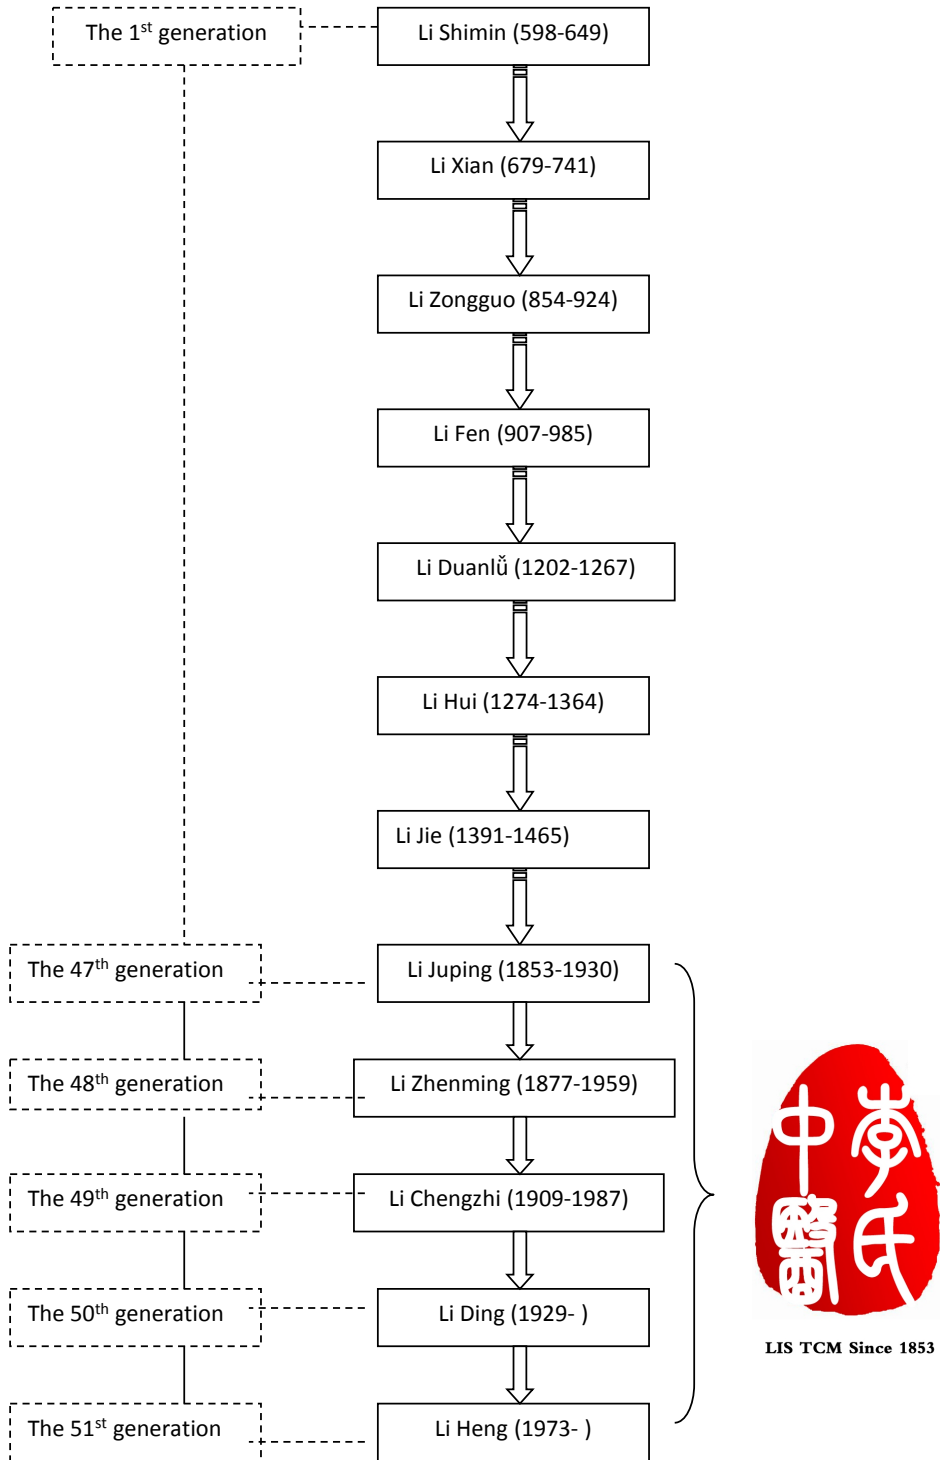 The 1st generation
Li Shimin (598-649)
Li Xian (679-741)
Li Zongguo (854-924)
Li Fen (907-985)
Li Duanlǚ (1202-1267)
Li Hui (1274-1364)
Li Jie (1391-1465)
The 47th generation
Li Juping (1853-1930)
The 48th generation
Li Zhenming (1877-1959)
The 49th generation
Li Chengzhi (1909-1987)
The 50th generation
Li Ding (1929- )
The 51st generation
Li Heng (1973- )
李氏
中醫
LIS TCM Since 1853